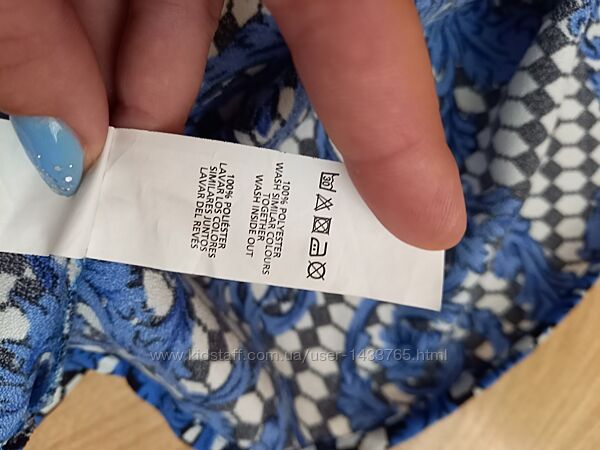 30
100% POLYESTER
WASH SIMILAR COLOURS
TOGETHER
WASH INSIDE OUT
100% POLIÉSTER
LAVAR LOS COLORES
SIMILARES JUNTOS
LAVAR DEL REVÉS
www.kidstaff.com.ua/user-1433765.html